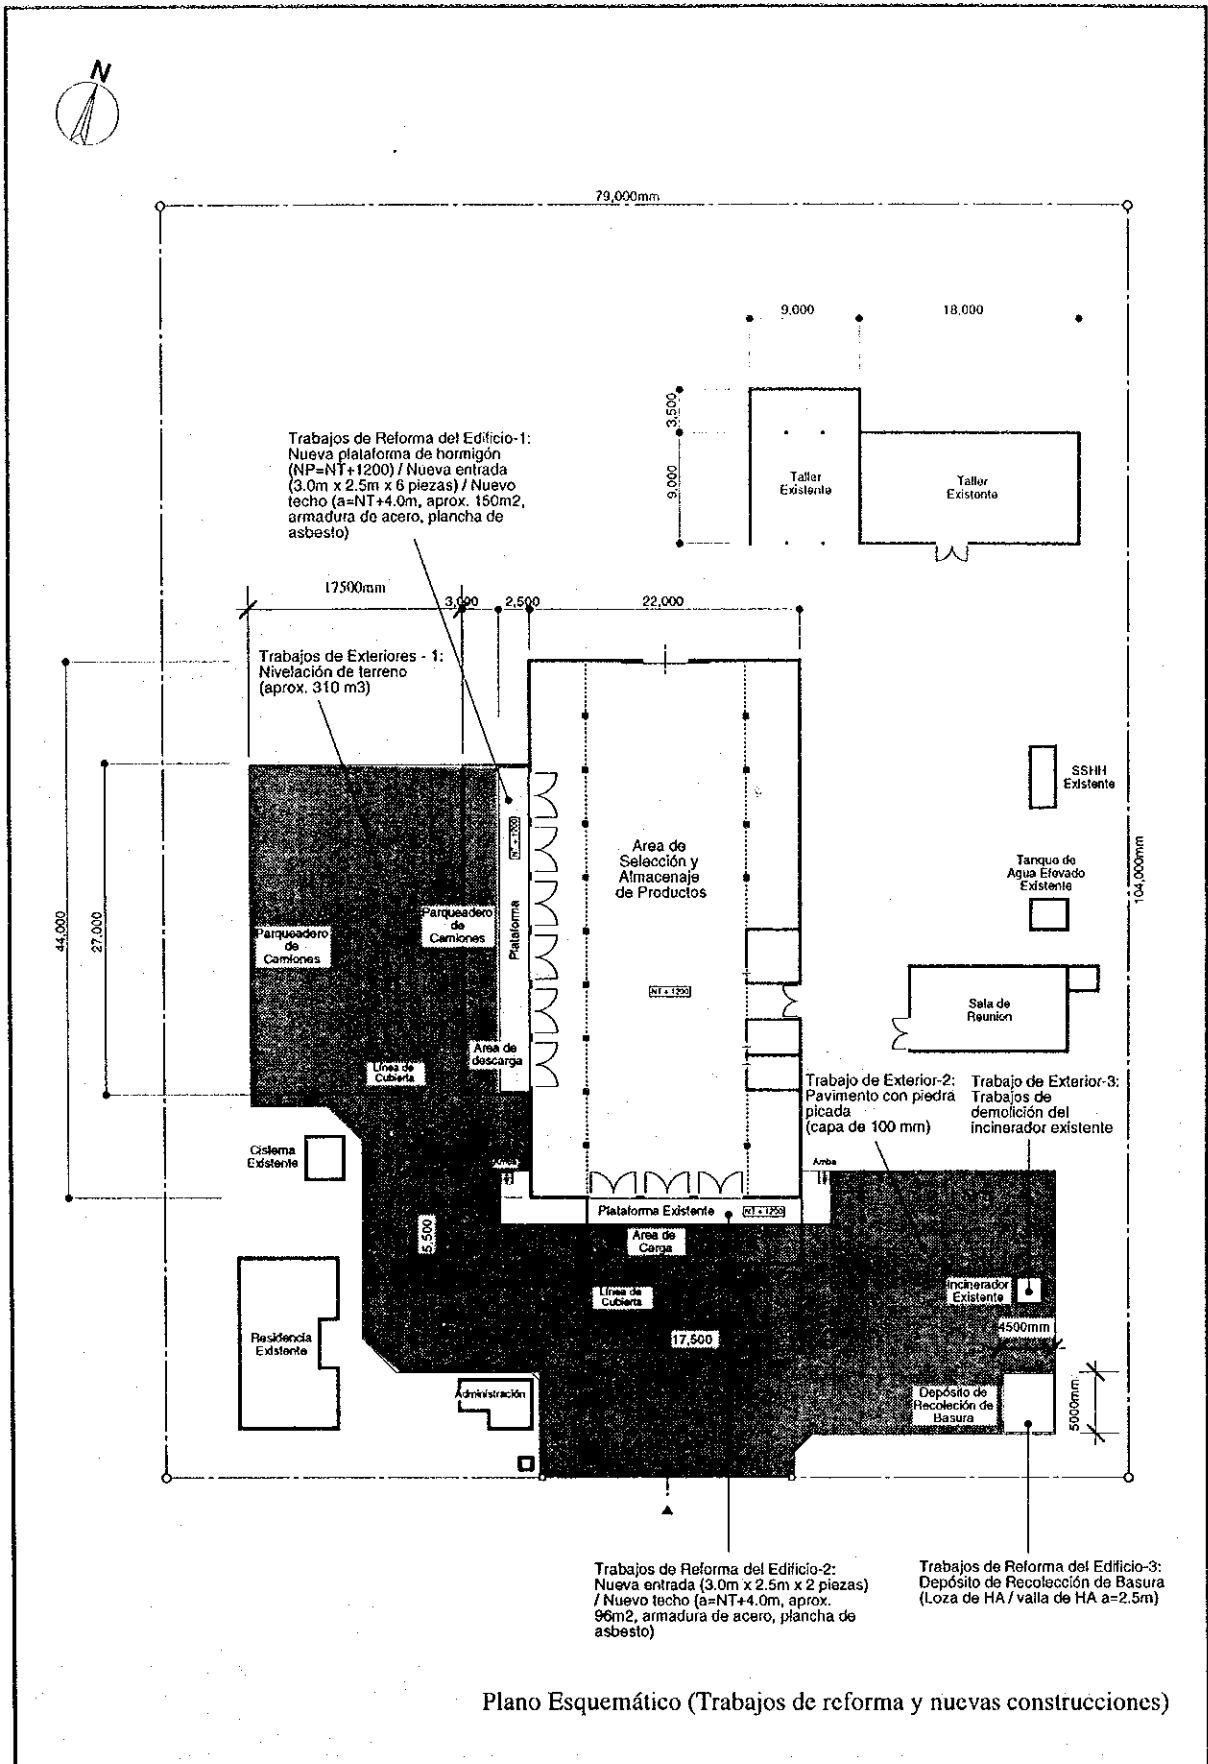 N
79,000mm
9,000
18,000
3,500
9,000
Taller
Existente
Taller
Existente
Trabajos de Reforma del Edificio-1:
Nueva plataforma de hormigón
(NP=NT+1200) / Nueva entrada
(3.0m x 2.5m x 6 piezas) / Nuevo
techo (a=NT+4.0m, aprox. 150m2,
armadura de acero, plancha de
asbesto)
17500mm
3,000
2,500
22,000
Trabajos de Exteriores - 1:
Nivelación de terreno
(aprox. 310 m3)
44,000
27,000
104,000mm
SSHH
Existente
NT + 1200
Area de
Selección y
Almacenaje
de Productos
Tanque de
Agua Elevado
Existente
Parqueadero
de
Camiones
Parqueadero
de
Camiones
Plataforma
NT + 1200
Sala de
Reunion
Area de
descarga
Línea de
Cubierta
Trabajo de Exterior-2:
Pavimento con piedra
picada
(capa de 100 mm)
Trabajo de Exterior-3:
Trabajos de
demolición del
incinerador existente
Cisterna
Existente
Arriba
Arriba
Plataforma Existente
NT + 1200
5,500
Area de
Carga
Línea de
Cubierta
Incinerador
Existente
17,500
4500mm
Residencia
Existente
Administración
Depósito de
Recoleción de
Basura
5000mm
Trabajos de Reforma del Edificio-2:
Nueva entrada (3.0m x 2.5m x 2 piezas)
/ Nuevo techo (a=NT+4.0m, aprox.
96m2, armadura de acero, plancha de
asbesto)
Trabajos de Reforma del Edificio-3:
Depósito de Recolección de Basura
(Loza de HA / valla de HA a=2.5m)
Plano Esquemático (Trabajos de reforma y nuevas construcciones)